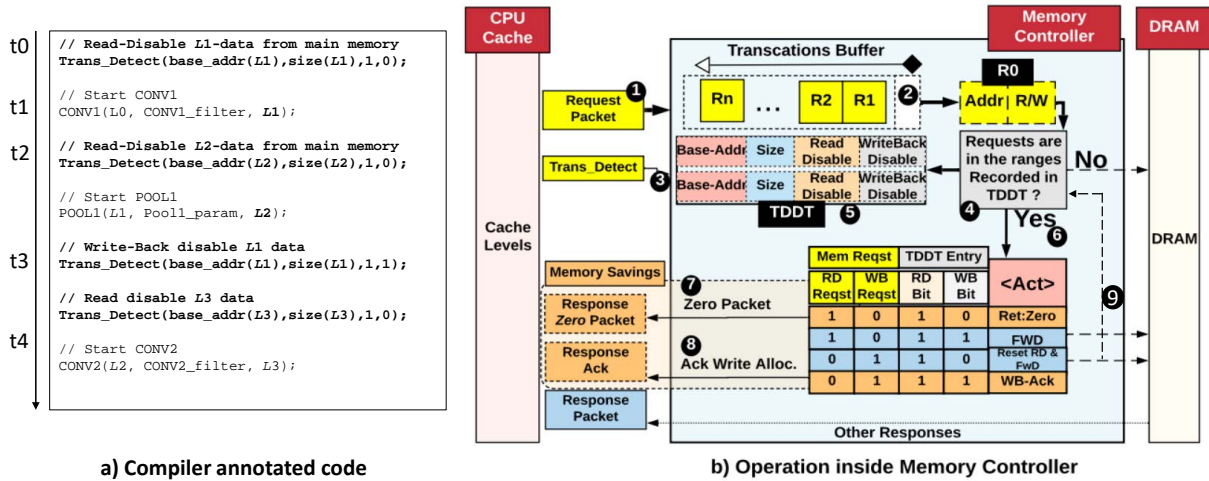 t0
// Read-Disable L1-data from main memory
Trans_Detect(base_addr(L1),size(L1),1,0);
t1
// Start CONV1
CONV1(L0, CONV1_filter, L1);
t2
// Read-Disable L2-data from main memory
Trans_Detect(base_addr(L2),size(L2),1,0);
// Start POOL1
POOL1(L1, Pool1_param, L2);
t3
// Write-Back disable L1 data
Trans_Detect(base_addr(L1),size(L1),1,1);
// Read disable L3 data
Trans_Detect(base_addr(L3),size(L3),1,0);
t4
// Start CONV2
CONV2(L2, CONV2_filter, L3);
a) Compiler annotated code
CPU
Cache
Cache
Levels
Memory
Controller
DRAM
DRAM
Transcations Buffer
Request
Packet
1
Rn ... R2 R1
2
R0
Addr R/W
Trans_Detect
3
Base-Addr Size Read Disable WriteBack Disable
Base-Addr Size Read Disable WriteBack Disable
TDDT
5
Requests are
in the ranges
Recorded in
TDDT ?
4
No
Yes
6
9
Mem Reqst TDDT Entry <Act>
RD Reqst WB Reqst RD Bit WB Bit
1 0 1 0 Ret:Zero
1 0 1 1 FWD
0 1 1 0 Reset RD & FwD
0 1 1 1 WB-Ack
Memory Savings
7
Zero Packet
Response
Zero Packet
8
Ack Write Alloc.
Response
Ack
Response
Packet
Other Responses
b) Operation inside Memory Controller